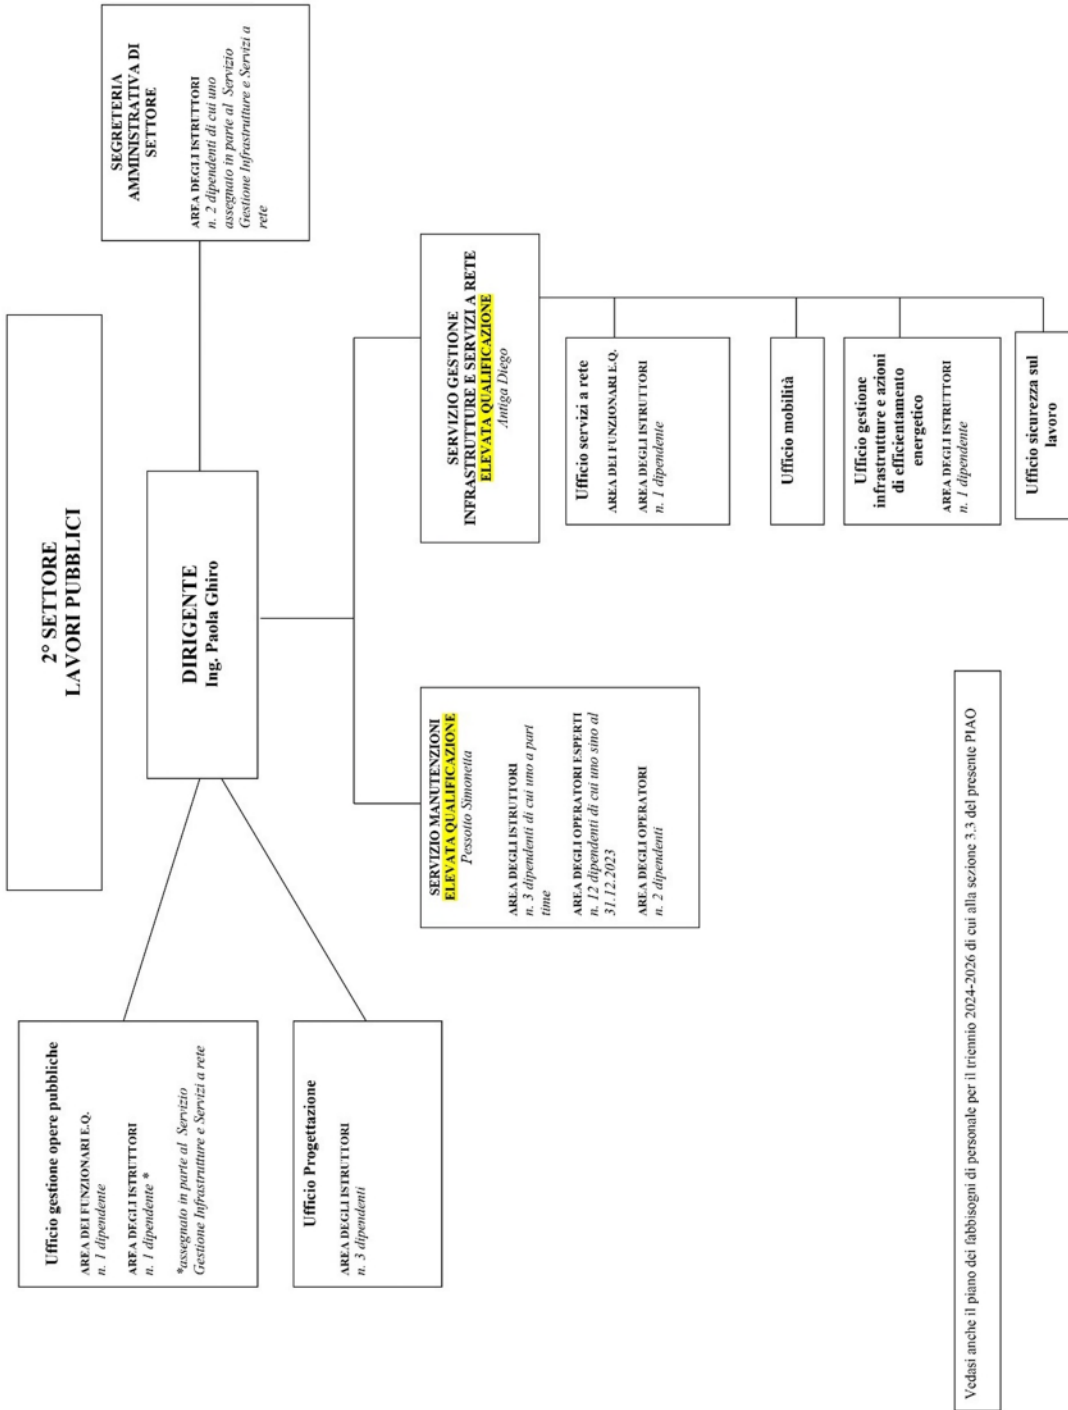 2° SETTORE
LAVORI PUBBLICI
DIRIGENTE
Ing. Paola Ghiro
SEGRETERIA
AMMINISTRATIVA DI
SETTORE
AREA DEGLI ISTRUTTORI
n. 2 dipendenti di cui uno
assegnato in parte al Servizio
Gestione Infrastrutture e Servizi a
rete
Ufficio gestione opere pubbliche
AREA DEI FUNZIONARI E.Q.
n. 1 dipendente
AREA DEGLI ISTRUTTORI
n. 1 dipendente *
*assegnato in parte al Servizio
Gestione Infrastrutture e Servizi a rete
Ufficio Progettazione
AREA DEGLI ISTRUTTORI
n. 3 dipendenti
SERVIZIO MANUTENZIONI
ELEVATA QUALIFICAZIONE
Pessotto Simonetta
AREA DEGLI ISTRUTTORI
n. 3 dipendenti di cui uno a part
time
AREA DEGLI OPERATORI ESPERTI
n. 12 dipendenti di cui uno sino al
31.12.2023
AREA DEGLI OPERATORI
n. 2 dipendenti
SERVIZIO GESTIONE
INFRASTRUTTURE E SERVIZI A RETE
ELEVATA QUALIFICAZIONE
Antiga Diego
Ufficio servizi a rete
AREA DEI FUNZIONARI E.Q.
AREA DEGLI ISTRUTTORI
n. 1 dipendente
Ufficio mobilità
Ufficio gestione
infrastrutture e azioni
di efficientamento
energetico
AREA DEGLI ISTRUTTORI
n. 1 dipendente
Ufficio sicurezza sul
lavoro
Vedasi anche il piano dei fabbisogni di personale per il triennio 2024-2026 di cui alla sezione 3.3 del presente PIAO